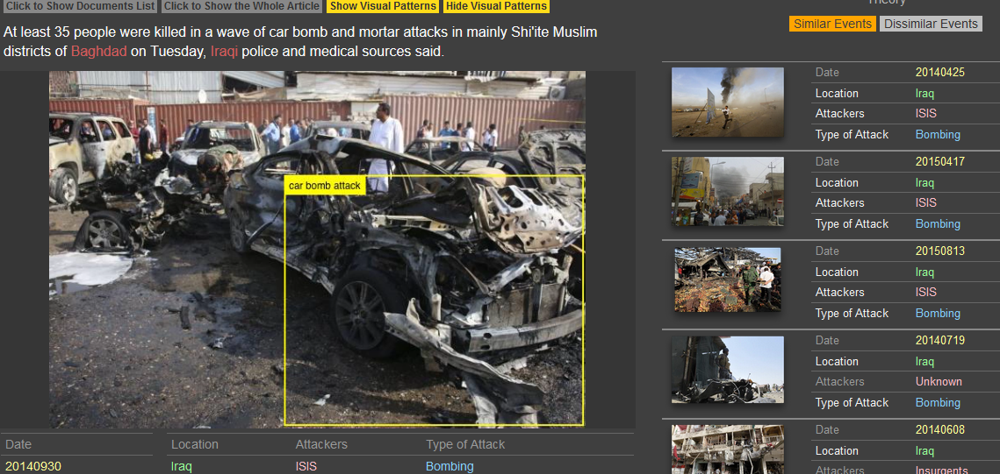 Click to Show Documents List Click to Show the Whole Article Show Visual Patterns Hide Visual Patterns
At least 35 people were killed in a wave of car bomb and mortar attacks in mainly Shi'ite Muslim
districts of Baghdad on Tuesday, Iraqi police and medical sources said.
car bomb attack
Date Location Attackers Type of Attack
20140930 Iraq ISIS Bombing
Theory
Similar Events Dissimilar Events
Date 20140425
Location Iraq
Attackers ISIS
Type of Attack Bombing
Date 20150417
Location Iraq
Attackers ISIS
Type of Attack Bombing
Date 20150813
Location Iraq
Attackers ISIS
Type of Attack Bombing
Date 20140719
Location Iraq
Attackers Unknown
Type of Attack Bombing
Date 20140608
Location Iraq
Attackers Insurgents